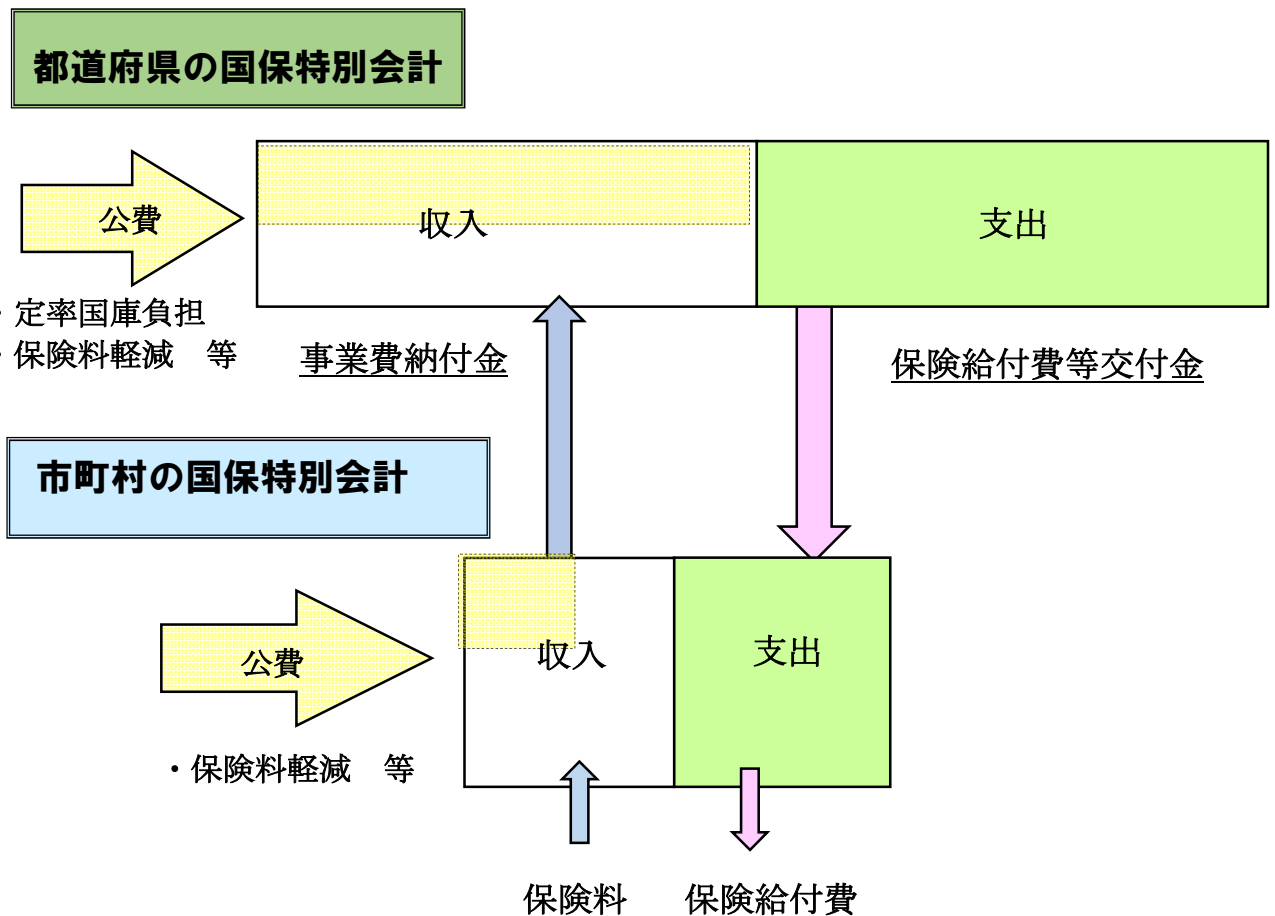 都道府県の国保特別会計
公費
収入
支出
・定率国庫負担
・保険料軽減　等
事業費納付金
保険給付費等交付金
市町村の国保特別会計
公費
収入
支出
・保険料軽減　等
保険料
保険給付費